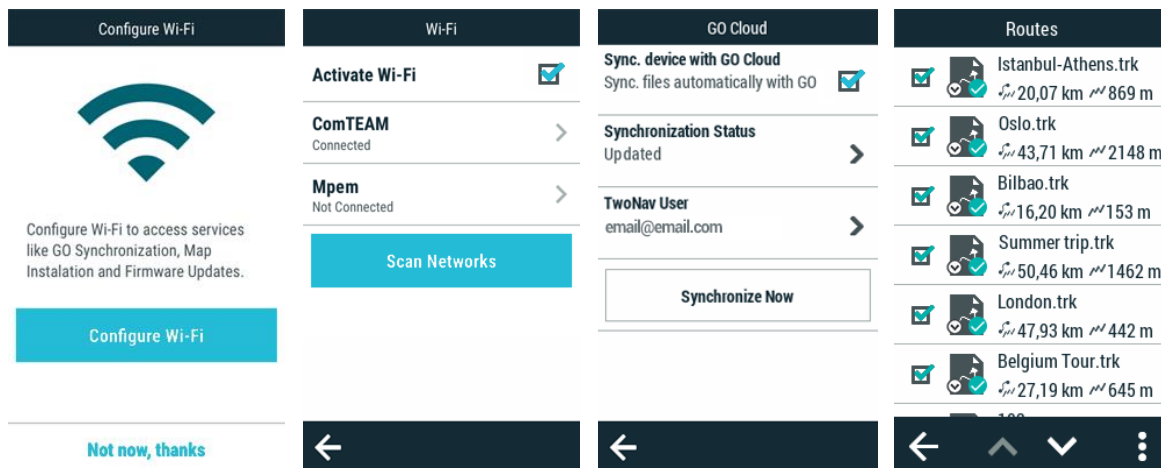 Configure Wi-Fi
Configure Wi-Fi to access services
like GO Synchronization, Map
Instalation and Firmware Updates.
Configure Wi-Fi
Not now, thanks
Wi-Fi
Activate Wi-Fi
ComTEAM
Connected
Mpem
Not Connected
Scan Networks
GO Cloud
Sync. device with GO Cloud
Sync. files automatically with GO
Synchronization Status
Updated
TwoNav User
email@email.com
Synchronize Now
Routes
Istanbul-Athens.trk
20,07 km 869 m
Oslo.trk
43,71 km 2148 m
Bilbao.trk
16,20 km 153 m
Summer trip.trk
50,46 km 1462 m
London.trk
47,93 km 442 m
Belgium Tour.trk
27,19 km 645 m